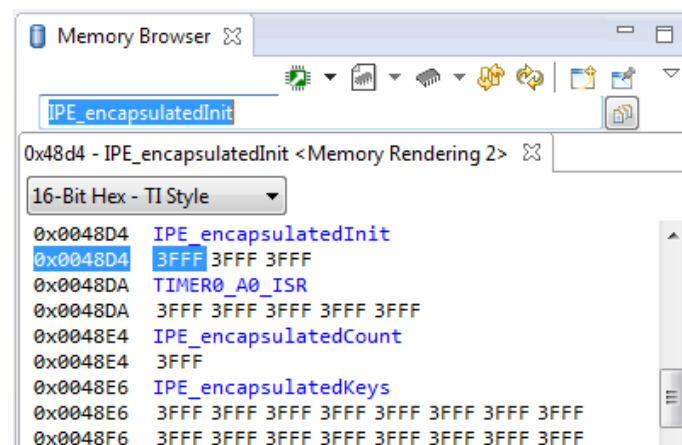 Memory Browser
IPE_encapsulatedInit
0x48d4 - IPE_encapsulatedInit <Memory Rendering 2>
16-Bit Hex - TI Style
0x0048D4 IPE_encapsulatedInit
0x0048D4 3FFF 3FFF 3FFF
0x0048DA TIMER0_A0_ISR
0x0048DA 3FFF 3FFF 3FFF 3FFF 3FFF
0x0048E4 IPE_encapsulatedCount
0x0048E4 3FFF
0x0048E6 IPE_encapsulatedKeys
0x0048E6 3FFF 3FFF 3FFF 3FFF 3FFF 3FFF 3FFF 3FFF
0x0048F6 3FFF 3FFF 3FFF 3FFF 3FFF 3FFF 3FFF 3FFF